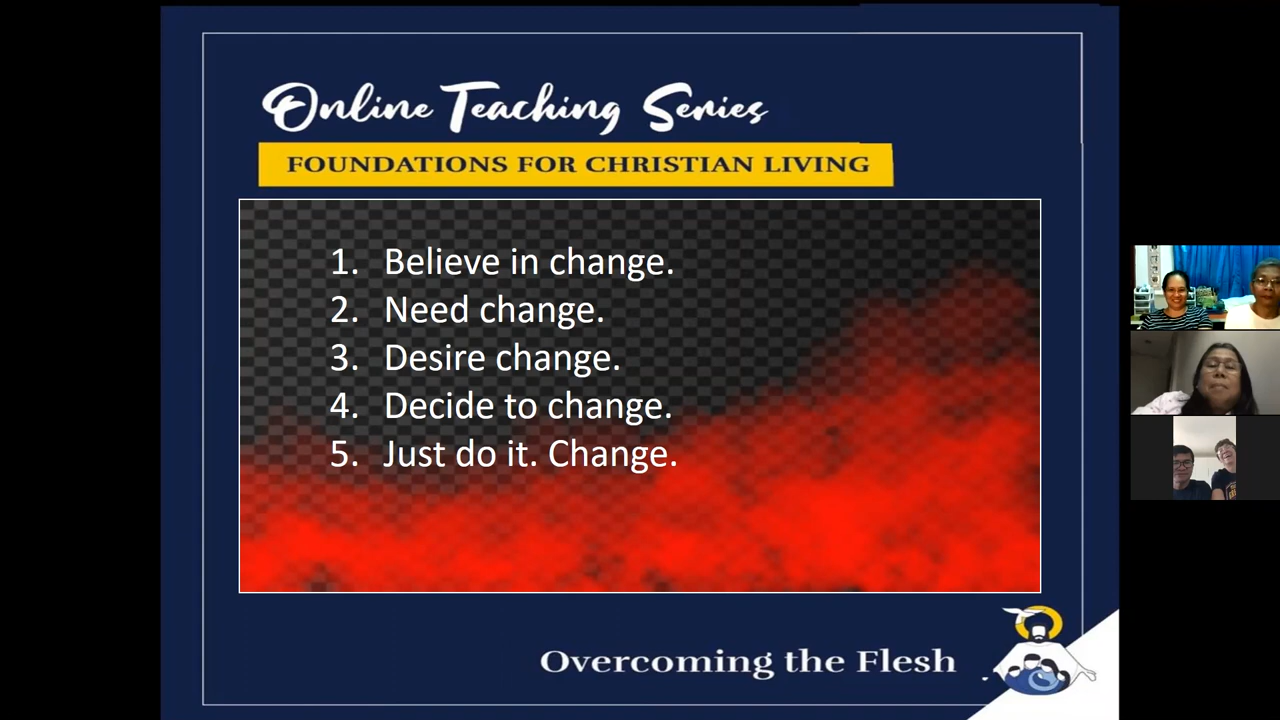 Online Teaching Series
FOUNDATIONS FOR CHRISTIAN LIVING
1. Believe in change.
2. Need change.
3. Desire change.
4. Decide to change.
5. Just do it. Change.
Overcoming the Flesh